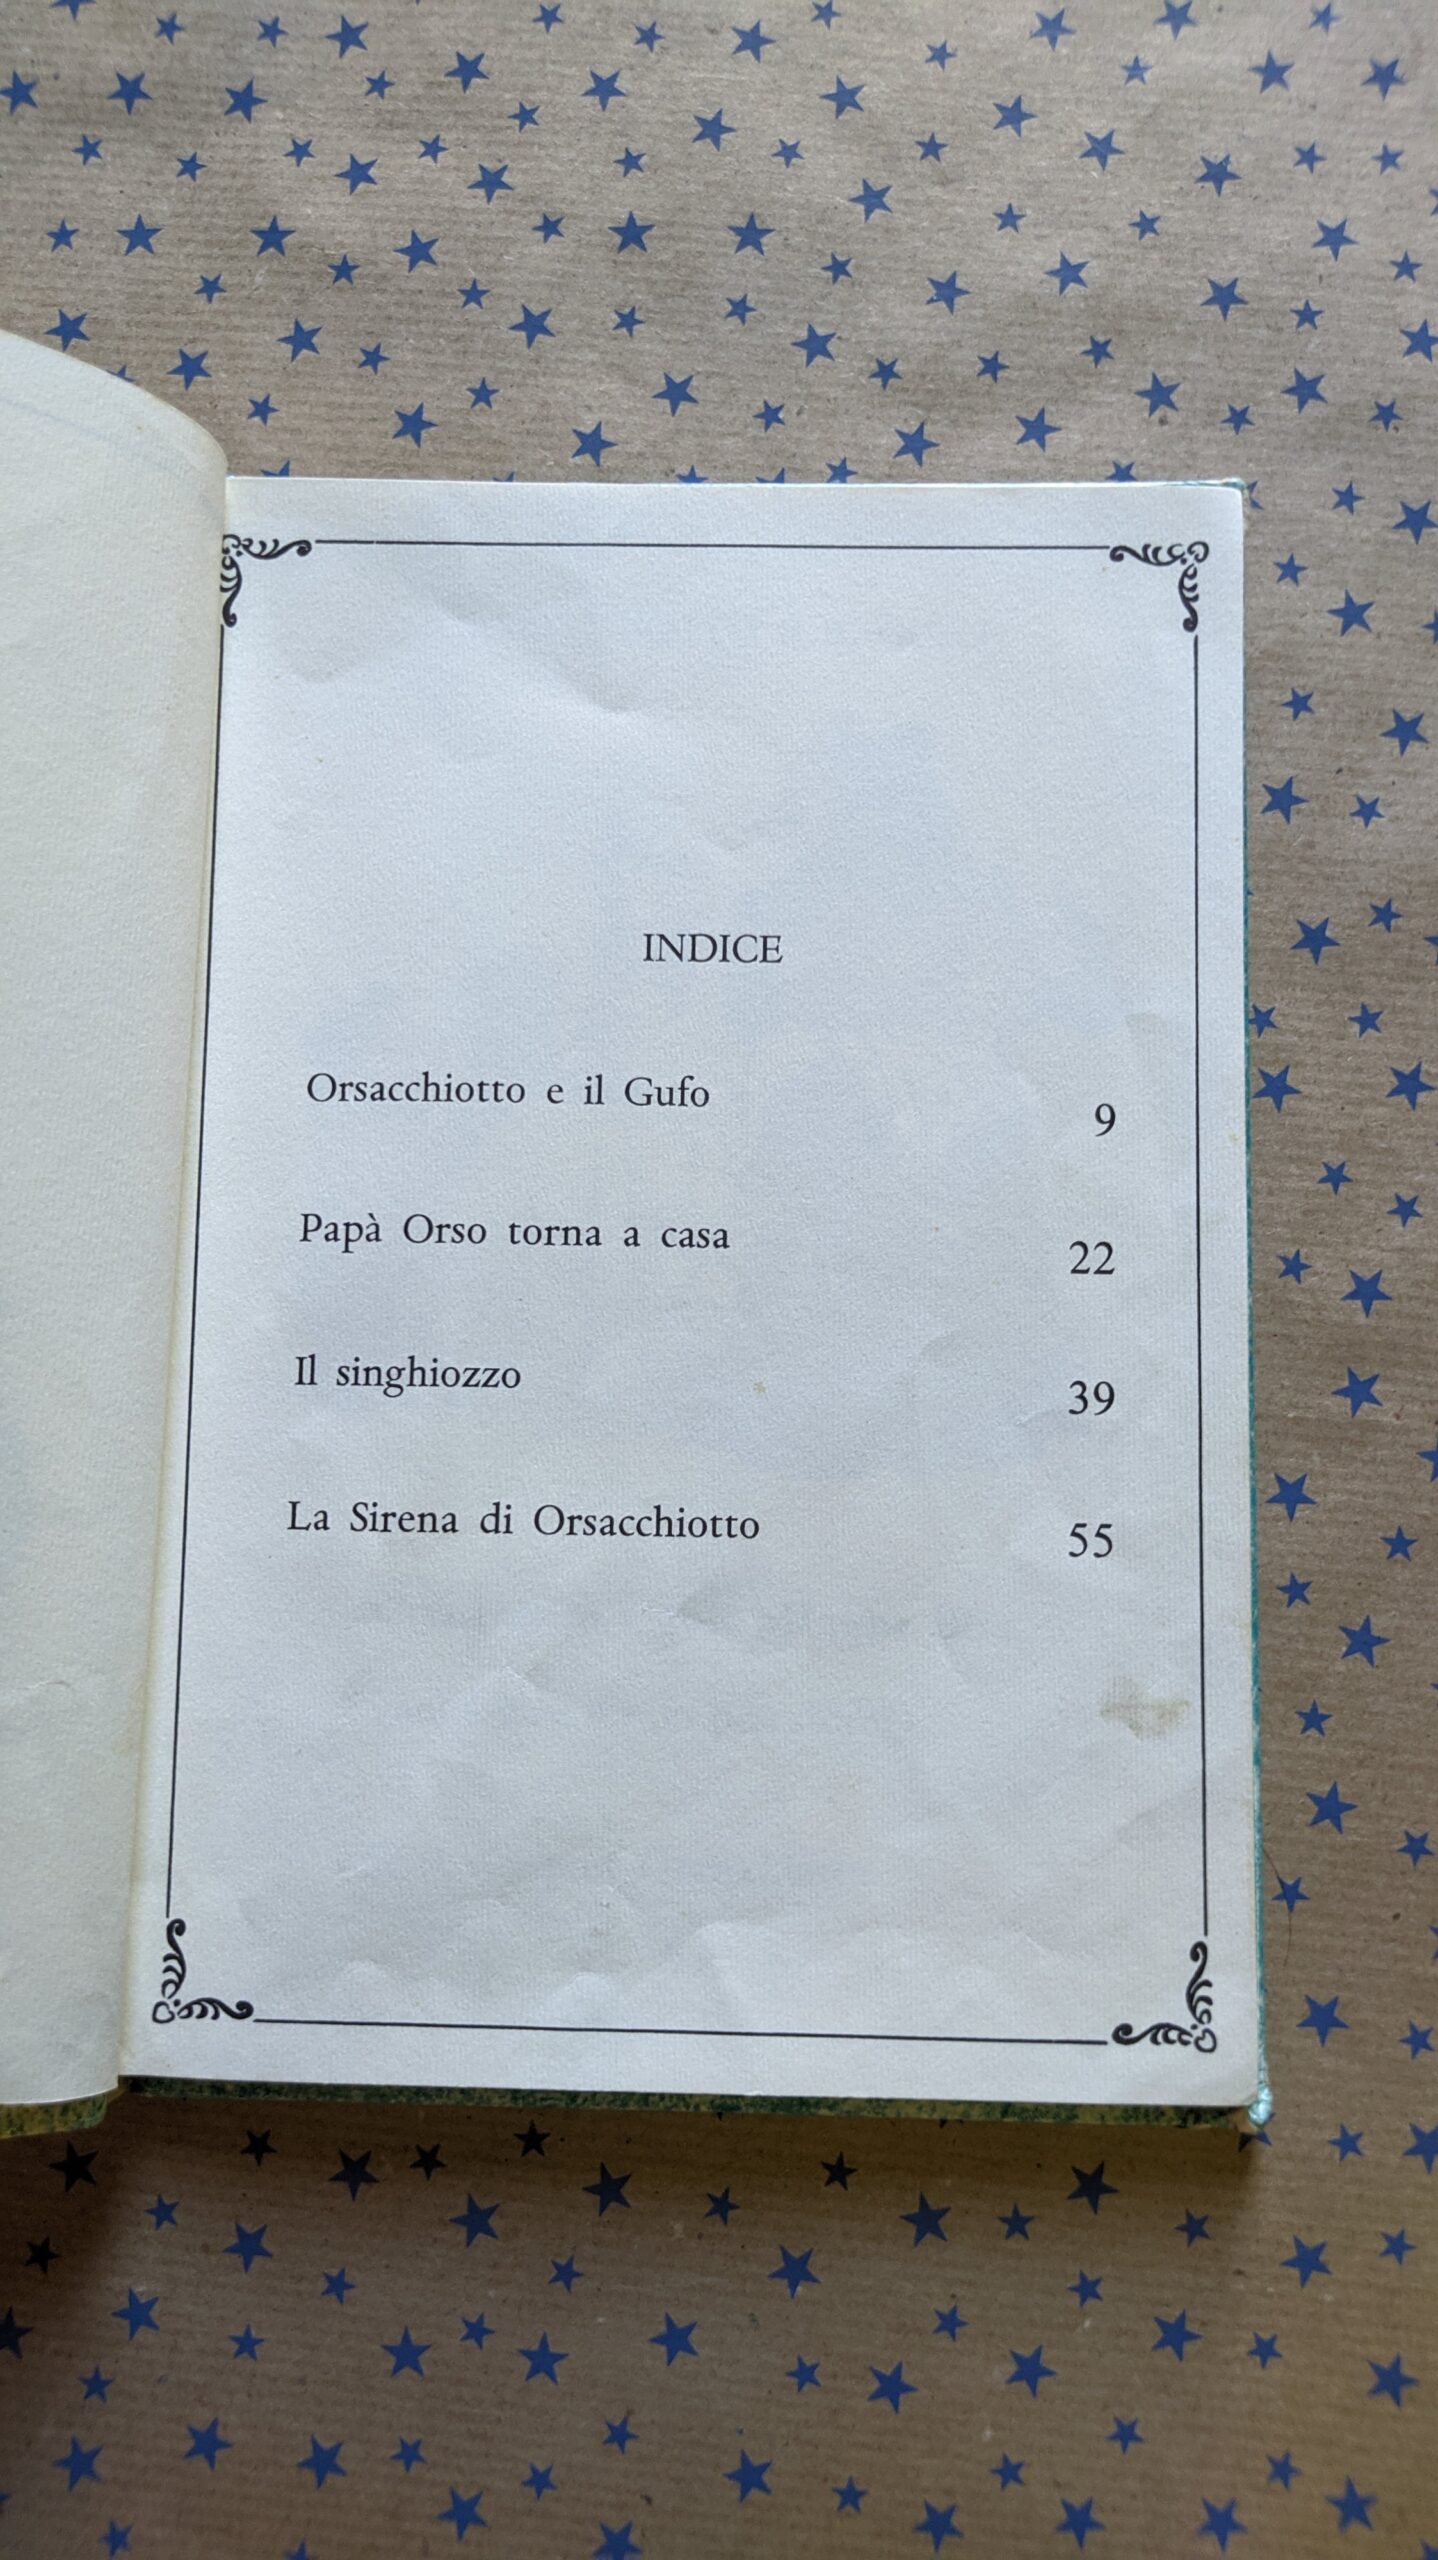 INDICE
Orsacchiotto e il Gufo 9
Papà Orso torna a casa 22
Il singhiozzo 39
La Sirena di Orsacchiotto 55